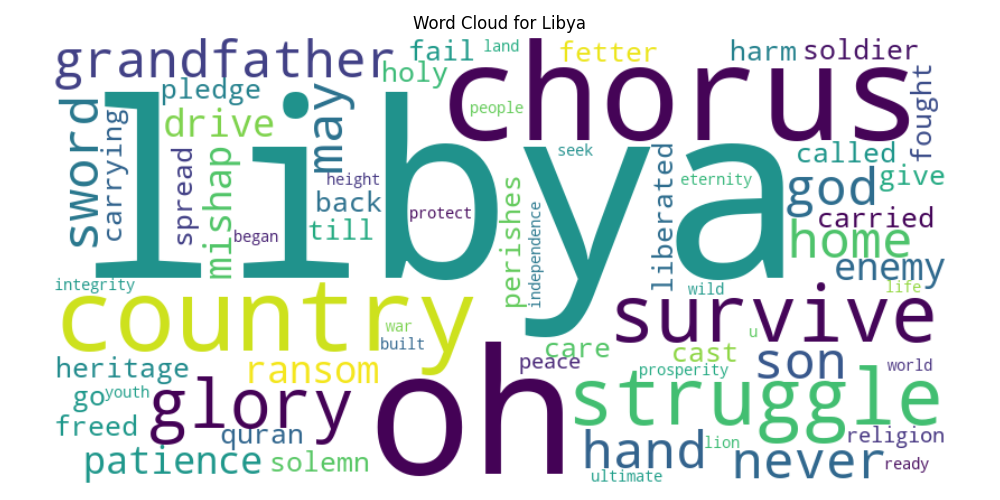 Word Cloud for Libya
grandfather
fail
land
fetter
harm
soldier
holy
chorus
pledge
sword
carrying
drive
may
people
fought
libya
spread
mishap
height
back
till
began
protect
seek
perishes
independence
liberated
eternity
called
give
god
carried
home
enemy
integrity
wild
life
country
survive
war
built
u
care
peace
cast
prosperity
son
world
heritage
ransom
go
youth
glory
oh
struggle
freed
quran
hand
lion
never
religion
ready
patience
solemn
ultimate